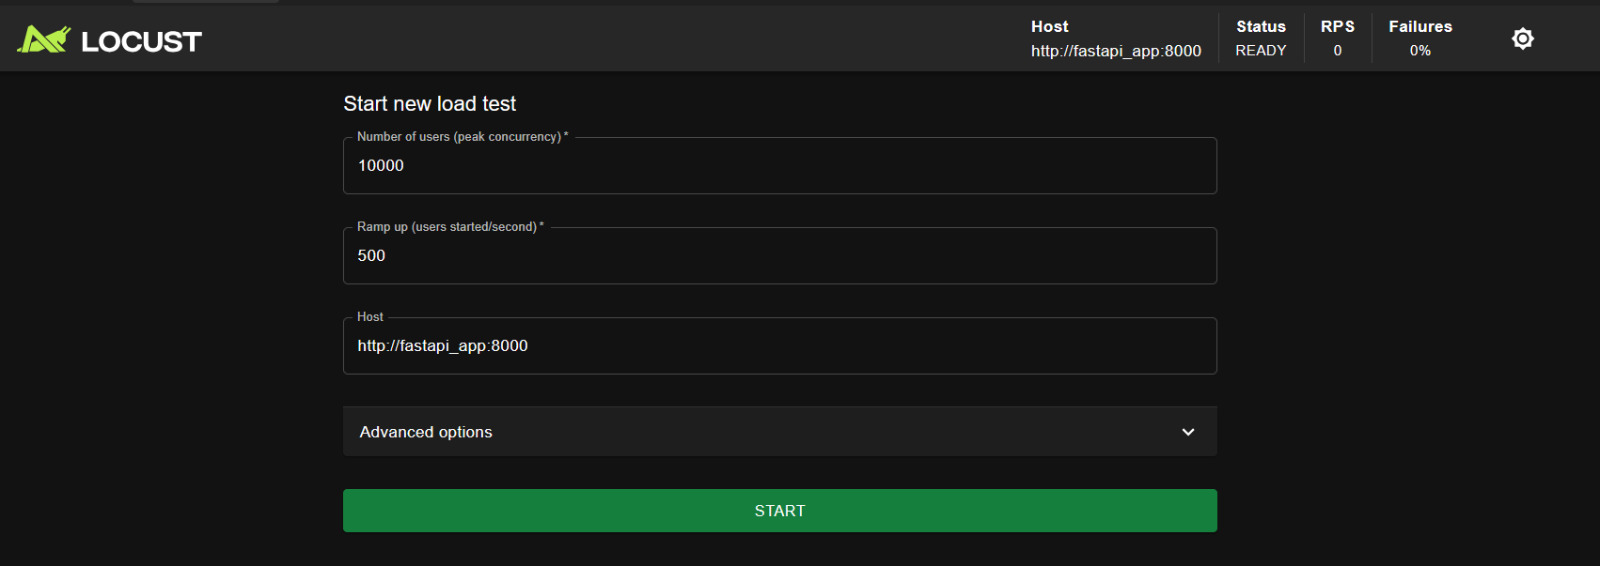 LOCUST
Host
http://fastapi_app:8000
Status
READY
RPS
0
Failures
0%
Start new load test
Number of users (peak concurrency) *
10000
Ramp up (users started/second) *
500
Host
http://fastapi_app:8000
Advanced options
START